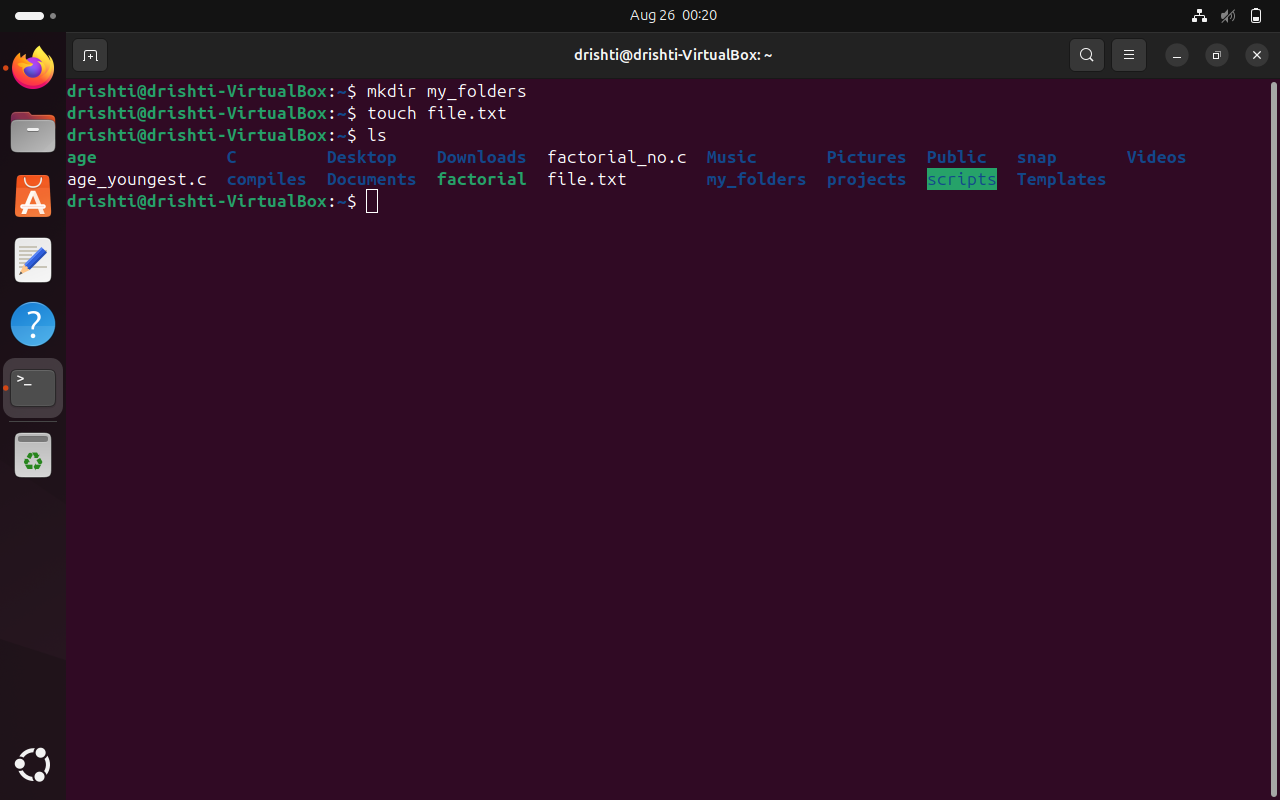 Aug 26 00:20
drishti@drishti-VirtualBox: ~
drishti@drishti-VirtualBox:~$ mkdir my_folders
drishti@drishti-VirtualBox:~$ touch file.txt
drishti@drishti-VirtualBox:~$ ls
age C Desktop Downloads factorial_no.c Music Pictures Public snap Videos
age_youngest.c compiles Documents factorial file.txt my_folders projects scripts Templates
drishti@drishti-VirtualBox:~$